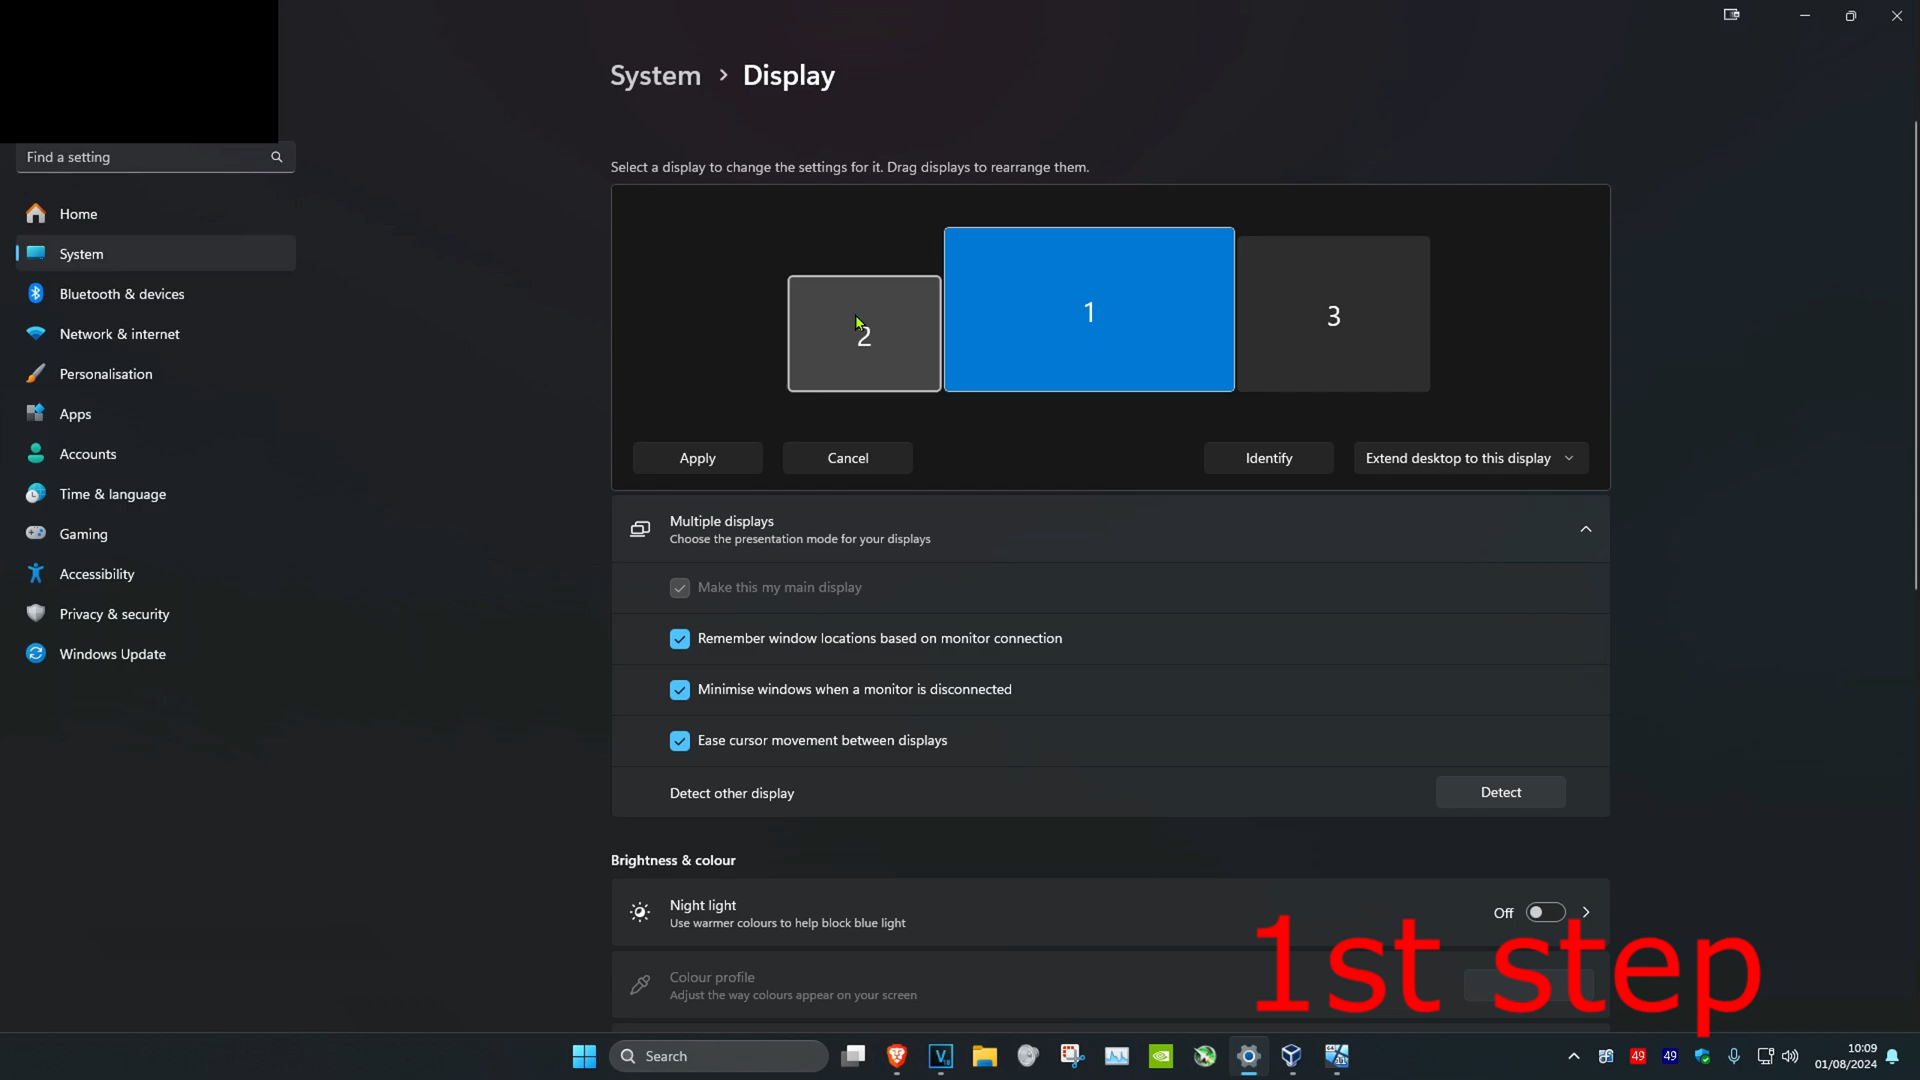 System > Display
Find a setting
Home
System
Bluetooth & devices
Network & internet
Personalisation
Apps
Accounts
Time & language
Gaming
Accessibility
Privacy & security
Windows Update
Select a display to change the settings for it. Drag displays to rearrange them.
2
1
3
Apply
Cancel
Identify
Extend desktop to this display
Multiple displays
Choose the presentation mode for your displays
Make this my main display
Remember window locations based on monitor connection
Minimise windows when a monitor is disconnected
Ease cursor movement between displays
Detect other display
Detect
Brightness & colour
Night light
Use warmer colours to help block blue light
Off
Colour profile
Adjust the way colours appear on your screen
1st step
Search
49
49
10:09
01/08/2024